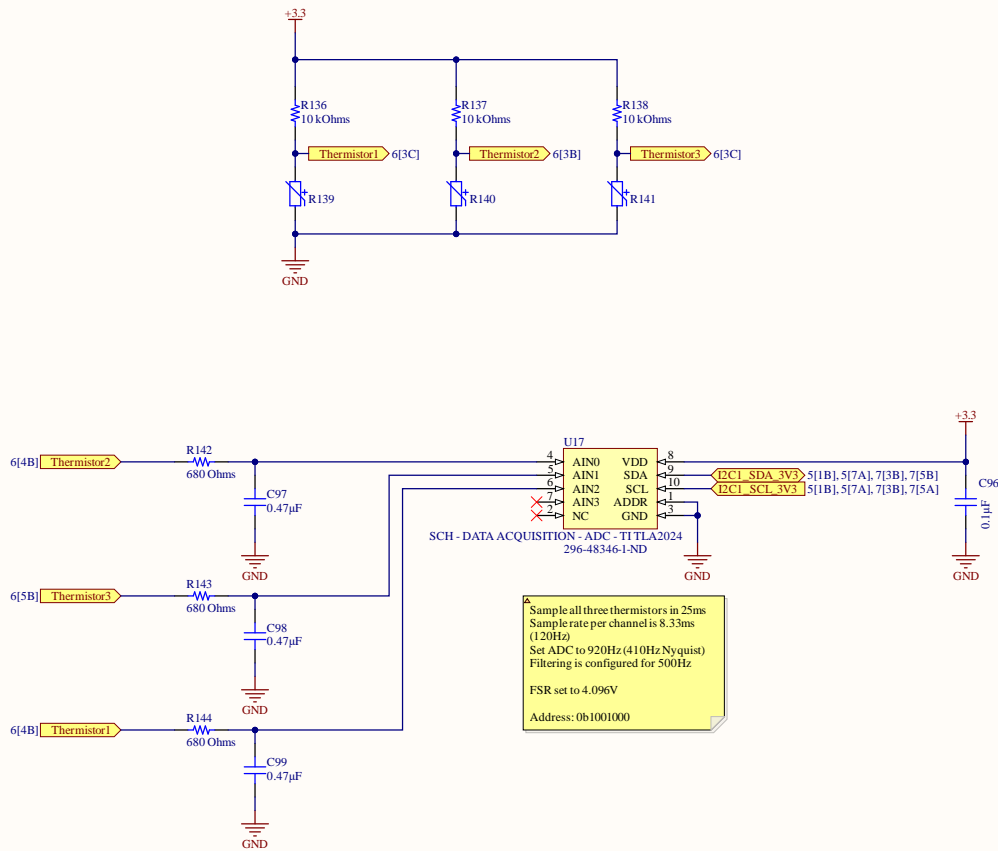 +3.3
R136
10 kOhms
R137
10 kOhms
R138
10 kOhms
Thermistor1 6[3C]
Thermistor2 6[3B]
Thermistor3 6[3C]
R139
R140
R141
GND
+3.3
U17
6[4B] Thermistor2
R142
680 Ohms
C97
0.47µF
GND
4 AIN0 VDD 8
5 AIN1 SDA 9 I2C1_SDA_3V3 5[1B], 5[7A], 7[3B], 7[5B]
6 AIN2 SCL 10 I2C1_SCL_3V3 5[1B], 5[7A], 7[3B], 7[5A]
7 AIN3 ADDR 1
2 NC GND 3
C96
0.1µF
SCH - DATA ACQUISITION - ADC - TI TLA2024
296-48346-1-ND
GND
GND
6[5B] Thermistor3
R143
680 Ohms
C98
0.47µF
GND
Sample all three thermistors in 25ms
Sample rate per channel is 8.33ms
(120Hz)
Set ADC to 920Hz (410Hz Nyquist)
Filtering is configured for 500Hz
FSR set to 4.096V
Address: 0b1001000
6[4B] Thermistor1
R144
680 Ohms
C99
0.47µF
GND